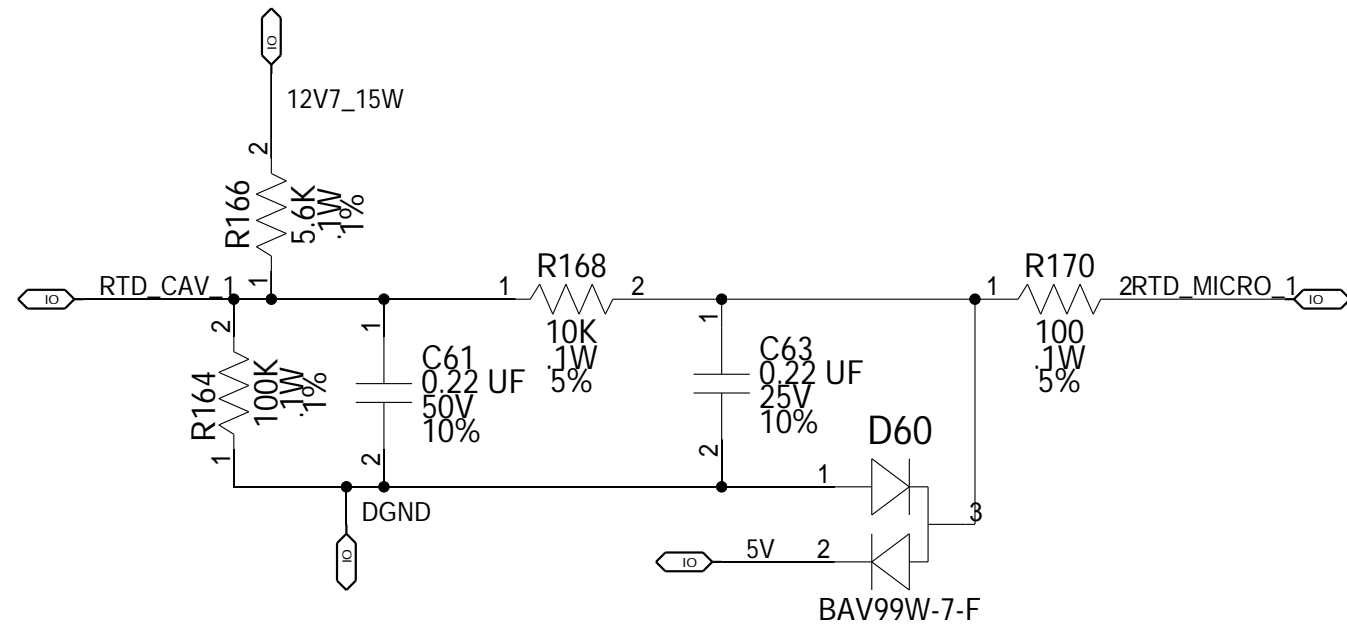 IO
12V7_15W
2
R166
5.6K
.1W
.1%
1
IO
RTD_CAV_1
2
R164
100K
.1W
.1%
1
1
C61
0.22 UF
50V
10%
2
DGND
IO
1
R168
2
10K
.1W
5%
1
C63
0.22 UF
25V
10%
2
1
R170
2
RTD_MICRO_1
IO
100
.1W
5%
D60
1
3
IO
5V
2
BAV99W-7-F